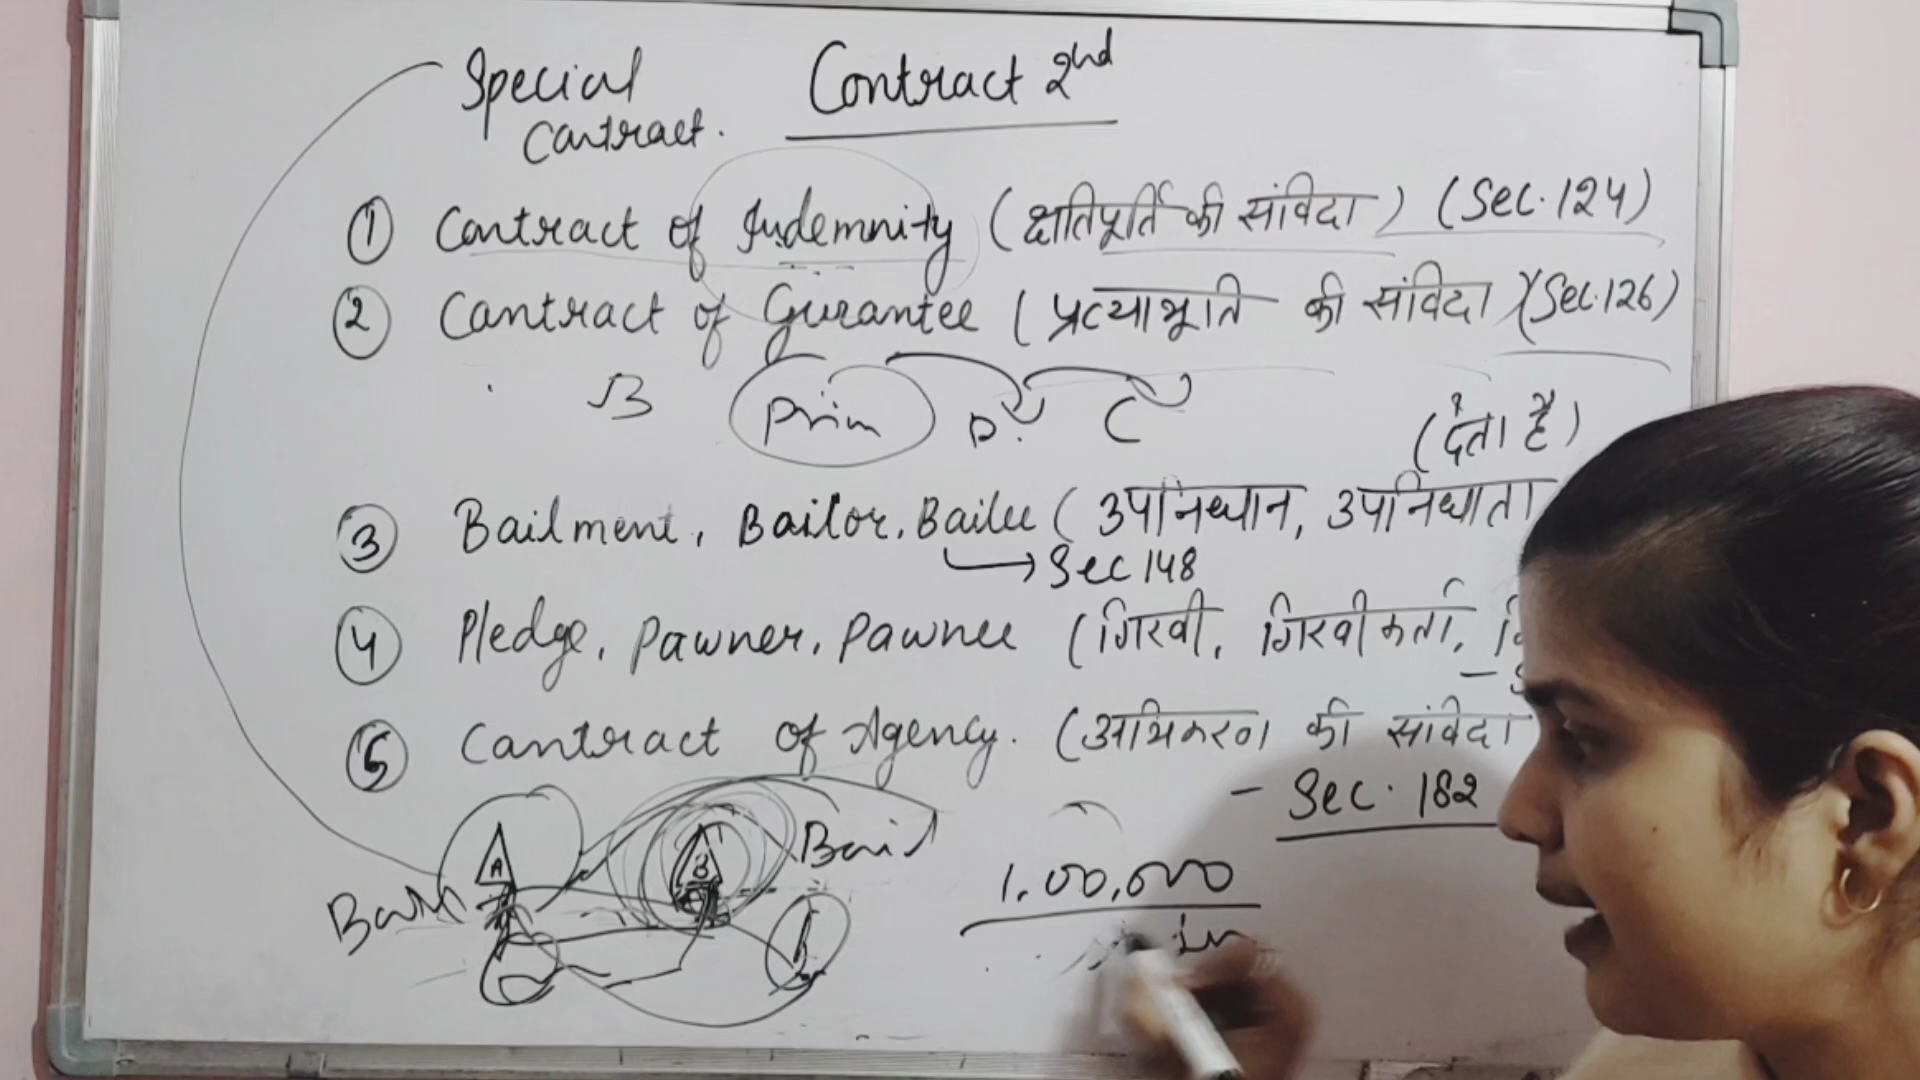 Special Contract 2nd
Contract.
① Contract of Indemnity (क्षतिपूर्ति की संविदा) (Sec. 124)
② Contract of Gurantee (प्रत्याभूति की संविदा) (Sec. 126)
B Prin D. C
(देता है)
③ Bailment, Bailor, Bailee (उपनिधान, उपनिधाता
→ Sec 148
④ Pledge, Pawner, Pawnee (गिरवी, गिरवीकर्ता,
⑤ Contract of Agency. (अभिकरण की संविदा
- Sec. 182
A B Bail
1,00,000